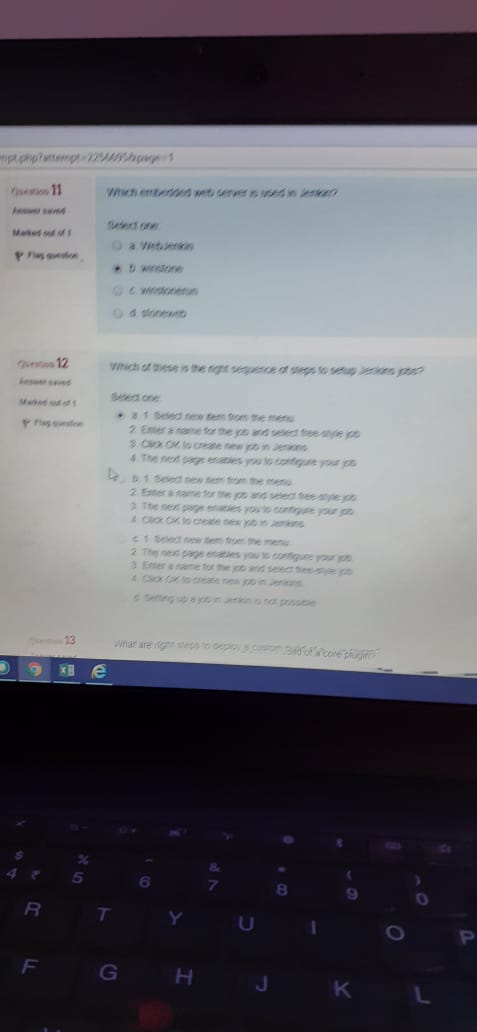 mpt.php?attempt=2256695&page=1
Question 11
Answer saved
Marked out of 1
Flag question
Which embedded web server is used in Jenkin?
Select one:
a. WebJenkin
b. winstone
c. winstonerun
d. stoneweb
Question 12
Answer saved
Marked out of 1
Flag question
Which of these is the right sequence of steps to setup Jenkins jobs?
Select one:
a. 1. Select new item from the menu.
2. Enter a name for the job and select free-style job
3. Click OK to create new job in Jenkins.
4. The next page enables you to configure your job
b. 1. Select new item from the menu.
2. Enter a name for the job and select free-style job
3. The next page enables you to configure your job
4. Click OK to create new job in Jenkins
c. 1. Select new item from the menu
2. The next page enables you to configure your job.
3. Enter a name for the job and select free-style job
4. Click OK to create new job in Jenkins.
d. Setting up a job in Jenkin is not possible
Question 13
What are right steps to deploy a custom build of a core plugin?
$ % ^ & * ( )
4 ₹ 5 6 7 8 9 0
R T Y U I O P
F G H J K L